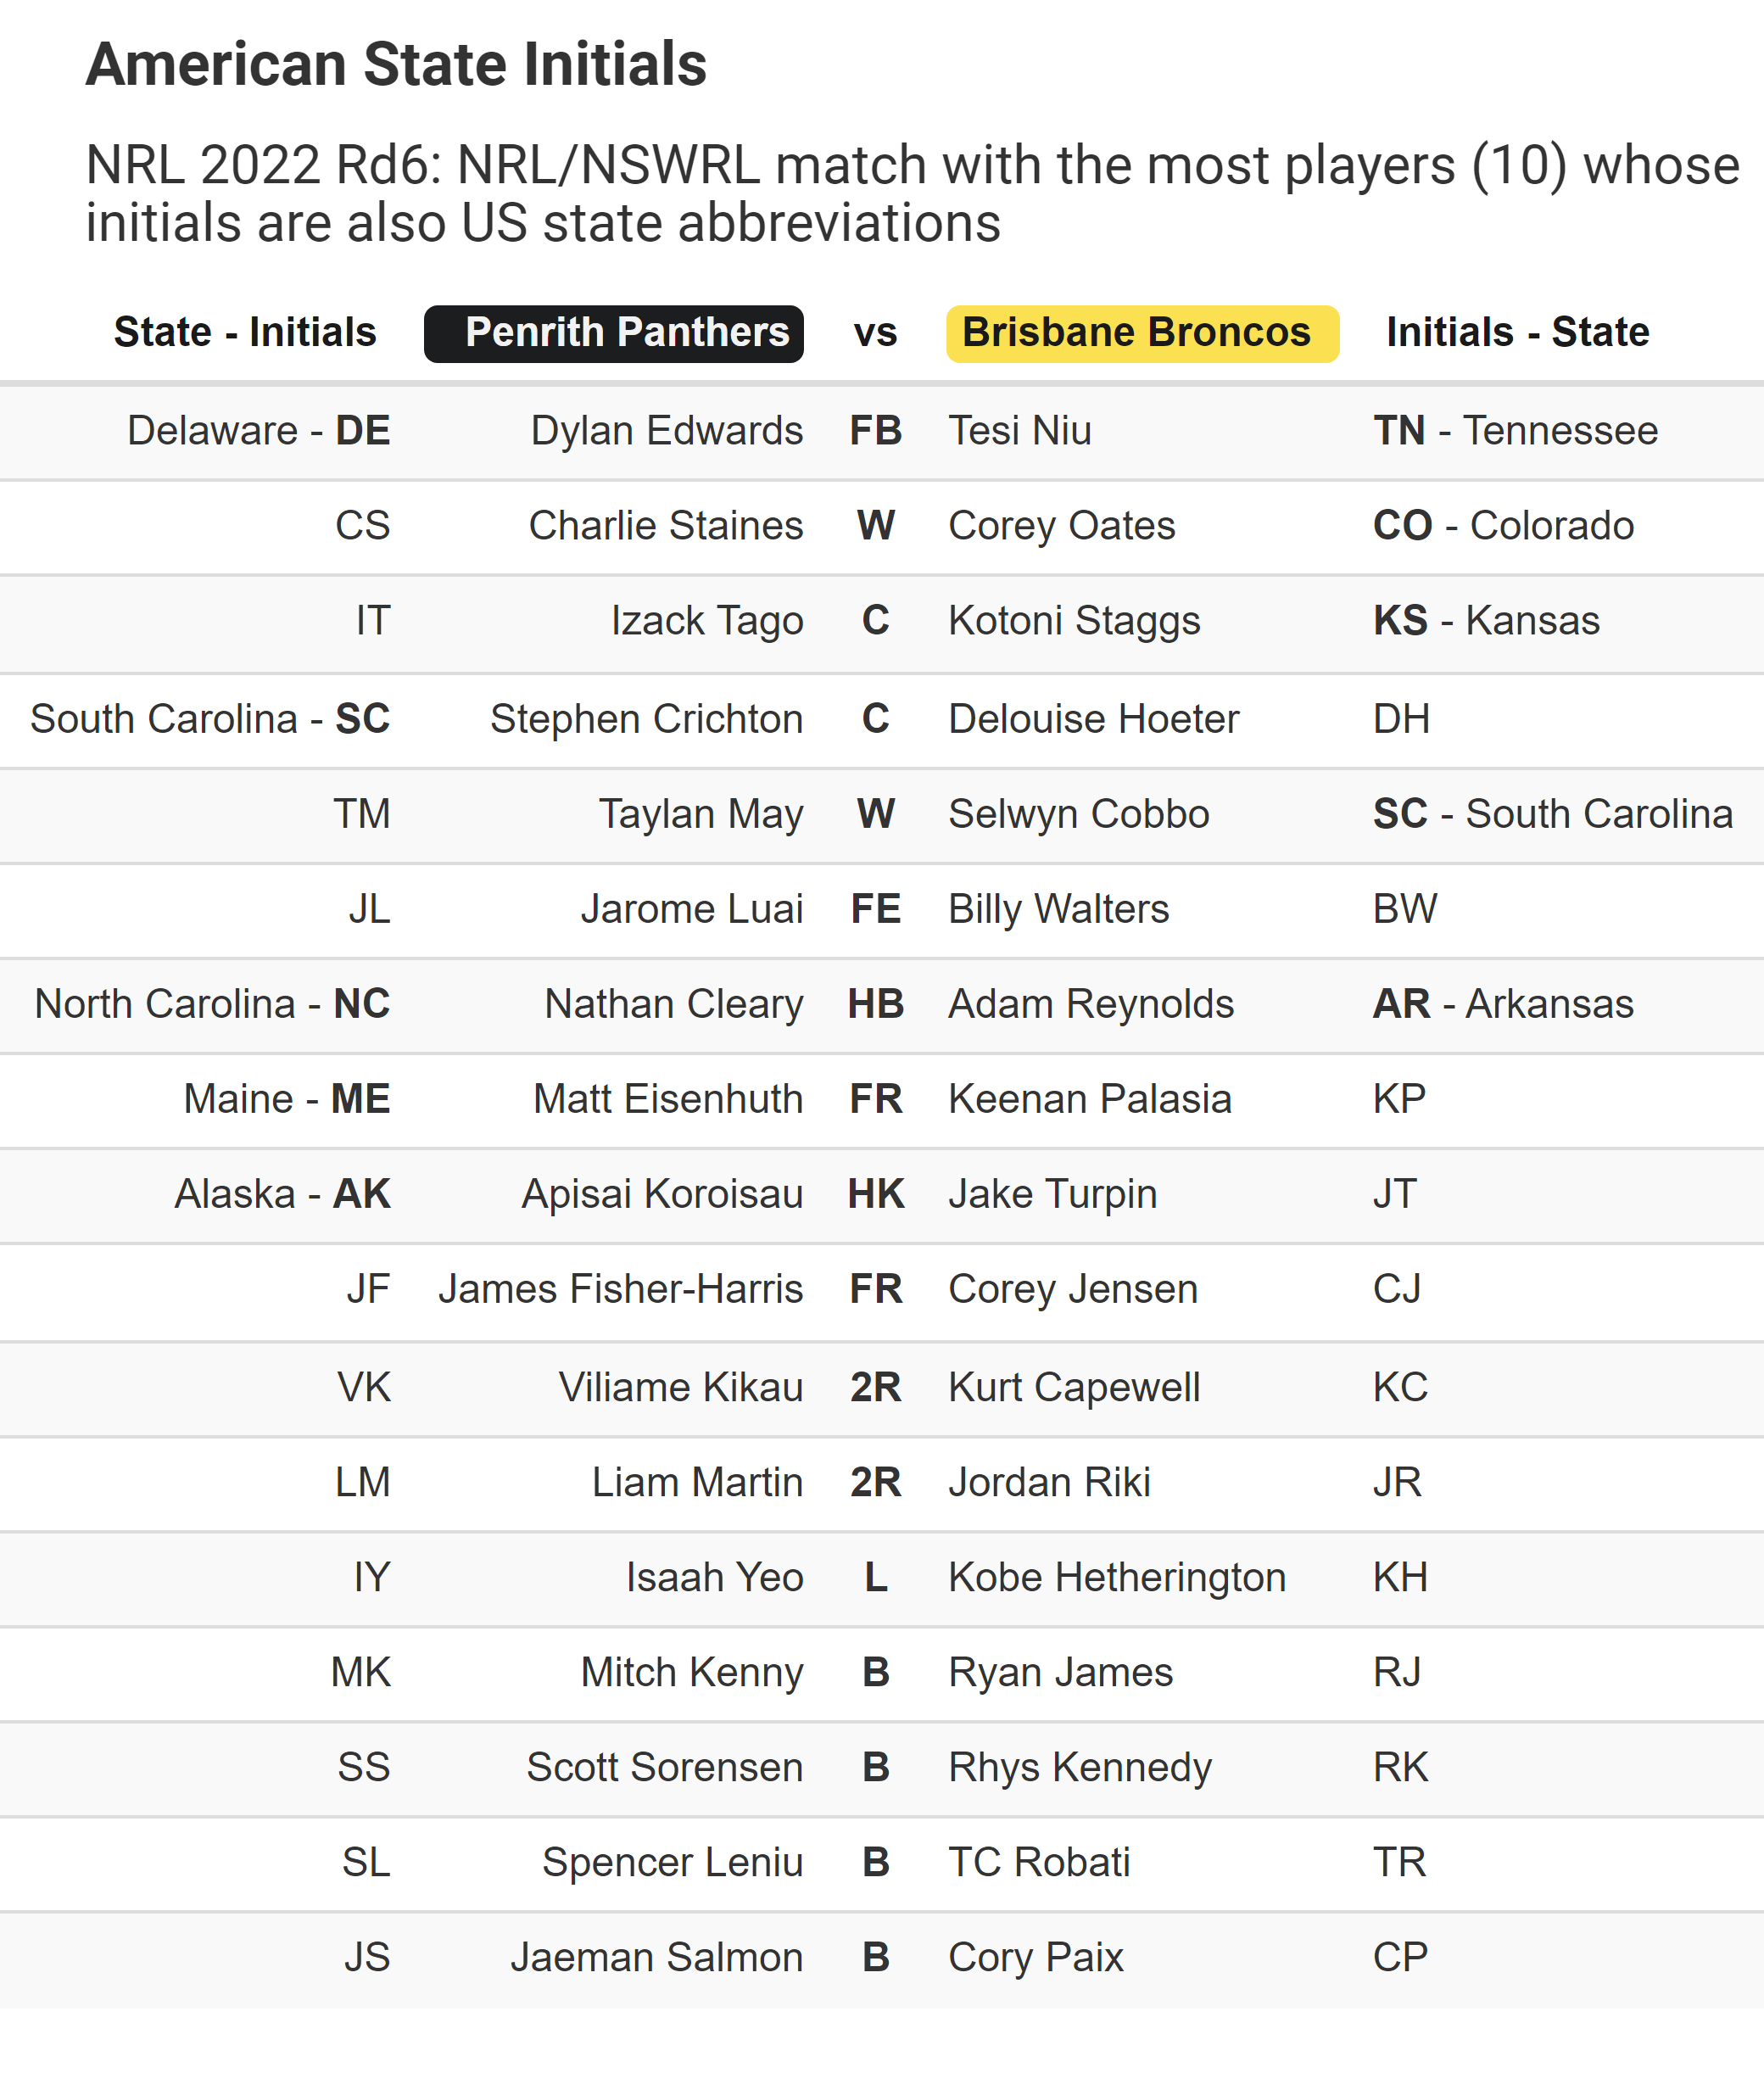 American State Initials
NRL 2022 Rd6: NRL/NSWRL match with the most players (10) whose
initials are also US state abbreviations
State - Initials Penrith Panthers vs Brisbane Broncos Initials - State
Delaware - DE Dylan Edwards FB Tesi Niu TN - Tennessee
CS Charlie Staines W Corey Oates CO - Colorado
IT Izack Tago C Kotoni Staggs KS - Kansas
South Carolina - SC Stephen Crichton C Delouise Hoeter DH
TM Taylan May W Selwyn Cobbo SC - South Carolina
JL Jarome Luai FE Billy Walters BW
North Carolina - NC Nathan Cleary HB Adam Reynolds AR - Arkansas
Maine - ME Matt Eisenhuth FR Keenan Palasia KP
Alaska - AK Apisai Koroisau HK Jake Turpin JT
JF James Fisher-Harris FR Corey Jensen CJ
VK Viliame Kikau 2R Kurt Capewell KC
LM Liam Martin 2R Jordan Riki JR
IY Isaah Yeo L Kobe Hetherington KH
MK Mitch Kenny B Ryan James RJ
SS Scott Sorensen B Rhys Kennedy RK
SL Spencer Leniu B TC Robati TR
JS Jaeman Salmon B Cory Paix CP